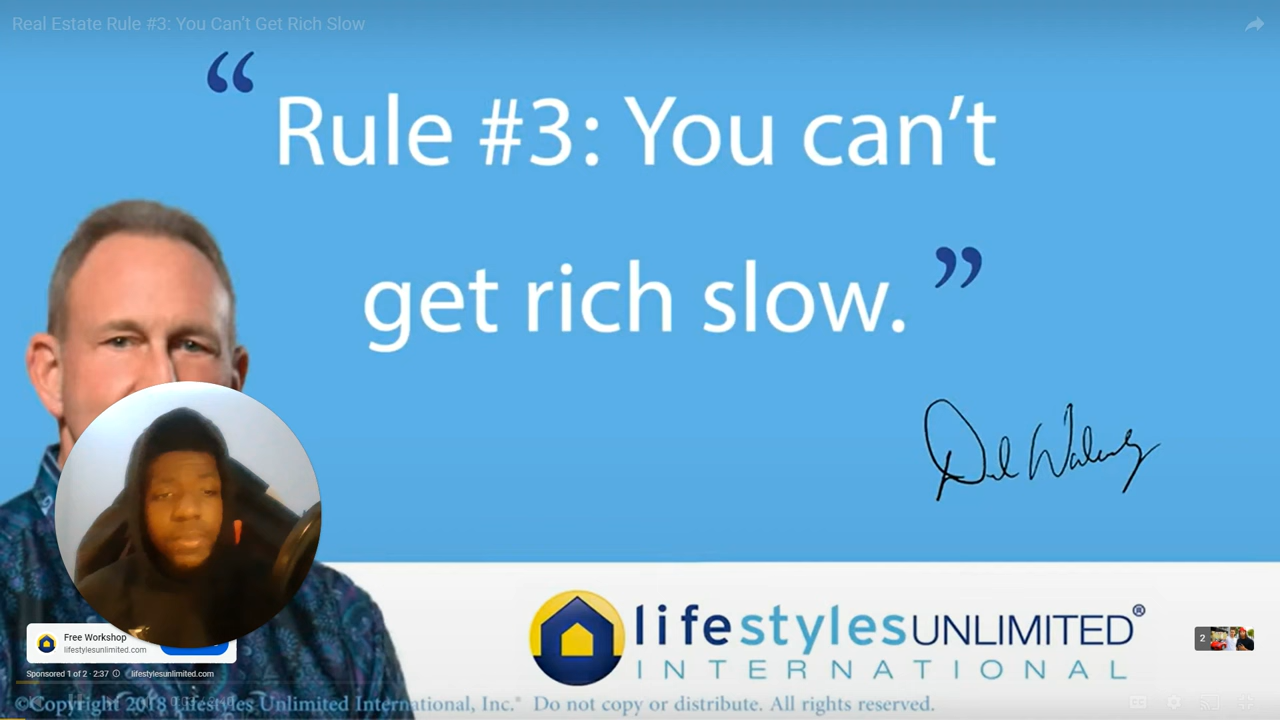 Real Estate Rule #3: You Can't Get Rich Slow
“Rule #3: You can’t
get rich slow.”
lifestylesUNLIMITED®
INTERNATIONAL
Free Workshop
lifestylesunlimited.com
2
Sponsored 1 of 2 · 2:37 lifestylesunlimited.com
©Copyright 2018 Lifestyles Unlimited International, Inc.® Do not copy or distribute. All rights reserved.